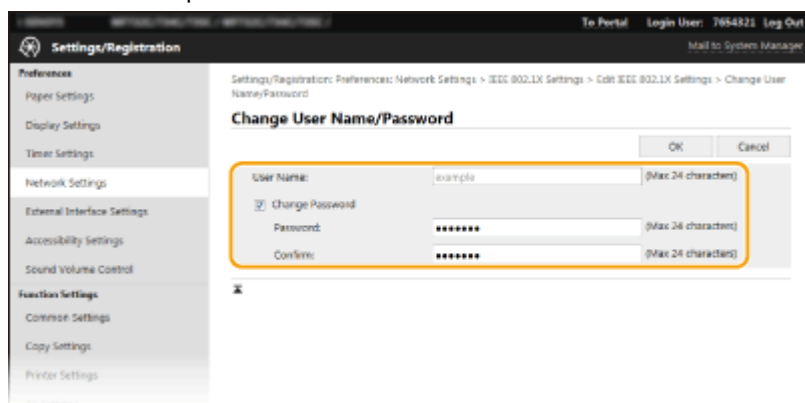 To Portal Login User: 7654321 Log Out
Settings/Registration
Mail to System Manager
Preferences
Paper Settings
Display Settings
Timer Settings
Network Settings
External Interface Settings
Accessibility Settings
Sound Volume Control
Function Settings
Common Settings
Copy Settings
Printer Settings
Settings/Registration: Preferences: Network Settings > IEEE 802.1X Settings > Edit IEEE 802.1X Settings > Change User
Name/Password
Change User Name/Password
OK Cancel
User Name: example (Max 24 characters)
Change Password
Password: ●●●●●●● (Max 24 characters)
Confirm: ●●●●●●● (Max 24 characters)